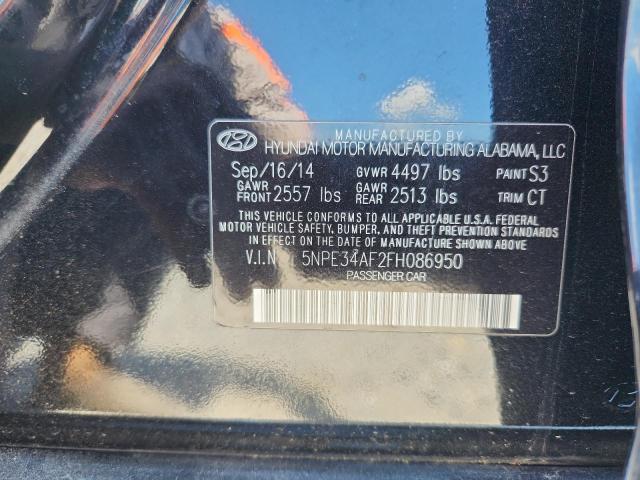 MANUFACTURED BY
HYUNDAI MOTOR MANUFACTURING ALABAMA, LLC
Sep/16/14 GVWR 4497 lbs PAINT S3
GAWR FRONT 2557 lbs GAWR REAR 2513 lbs TRIM CT
THIS VEHICLE CONFORMS TO ALL APPLICABLE U.S.A. FEDERAL
MOTOR VEHICLE SAFETY, BUMPER, AND THEFT PREVENTION STANDARDS
IN EFFECT ON THE DATE OF MANUFACTURE SHOWN ABOVE
V.I.N 5NPE34AF2FH086950
PASSENGER CAR